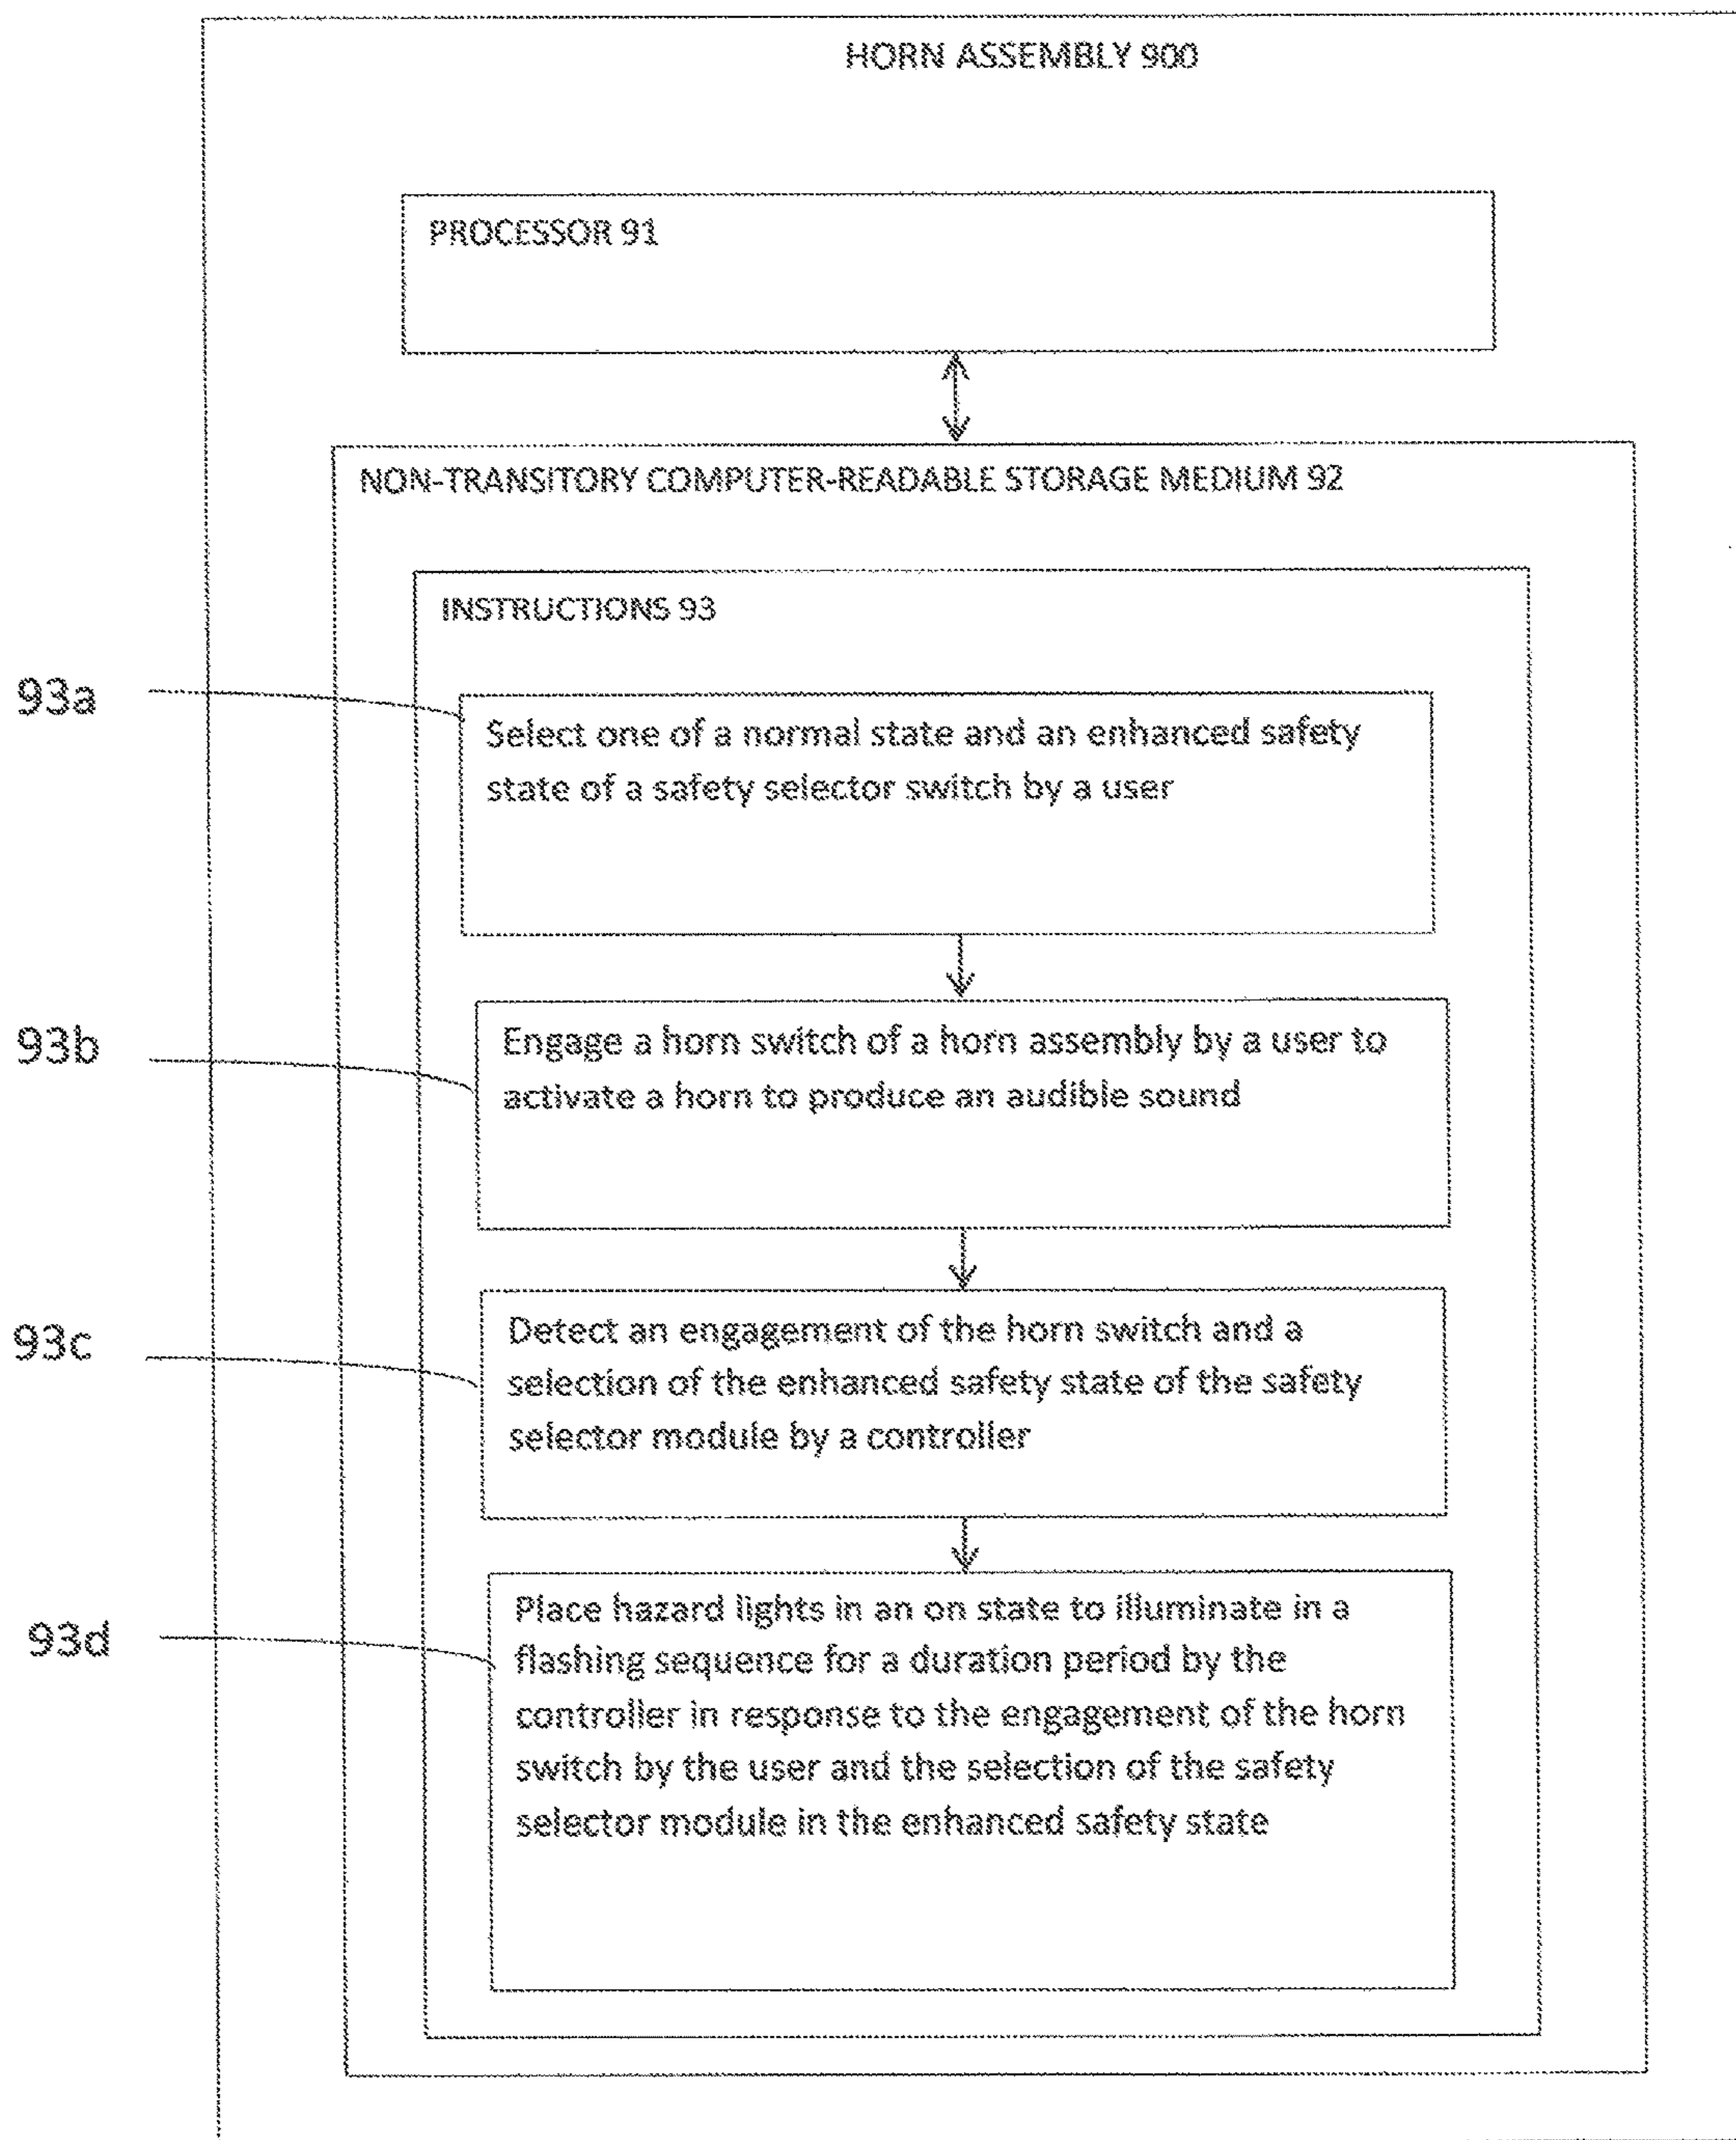 HORN ASSEMBLY 900
PROCESSOR 91
NON-TRANSITORY COMPUTER-READABLE STORAGE MEDIUM 92
INSTRUCTIONS 93
93a
Select one of a normal state and an enhanced safety
state of a safety selector switch by a user
93b
Engage a horn switch of a horn assembly by a user to
activate a horn to produce an audible sound
93c
Detect an engagement of the horn switch and a
selection of the enhanced safety state of the safety
selector module by a controller
93d
Place hazard lights in an on state to illuminate in a
flashing sequence for a duration period by the
controller in response to the engagement of the horn
switch by the user and the selection of the safety
selector module in the enhanced safety state